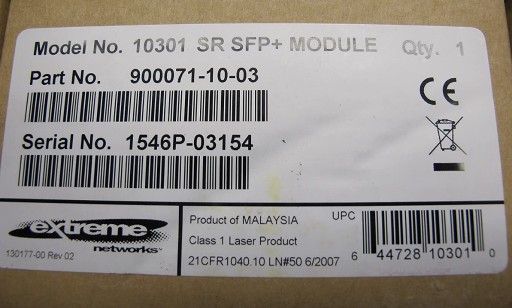 Model No. 10301 SR SFP+ MODULE Qty. 1
Part No. 900071-10-03
CE
Serial No. 1546P-03154
extreme
networks™
130177-00 Rev 02
Product of MALAYSIA
Class 1 Laser Product
21CFR1040.10 LN#50 6/2007
UPC
6 44728 10301 0